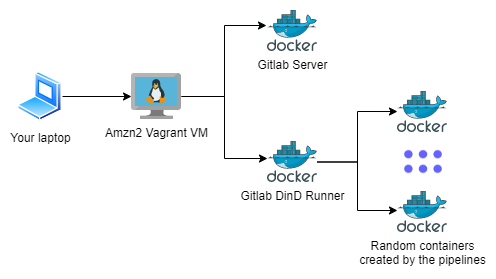 docker
Gitlab Server
Your laptop
Amzn2 Vagrant VM
docker
Gitlab DinD Runner
docker
docker
Random containers
created by the pipelines